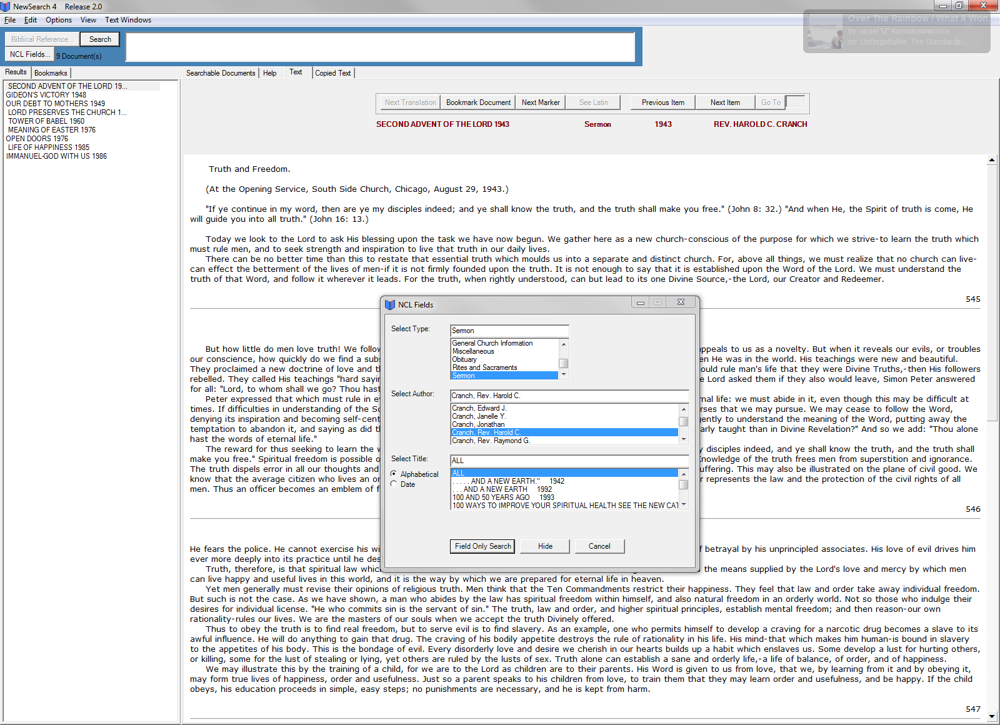 NewSearch 4 Release 2.0
File Edit Options View Text Windows
Over The Rainbow / What A Won...
by: Israel 'IZ' Kamakawiwo'ole
on: Unforgettable: The Standards ...
Biblical Reference... Search
NCL Fields... 9 Document(s)
Results Bookmarks
Searchable Documents Help Text Copied Text
SECOND ADVENT OF THE LORD 19...
GIDEON'S VICTORY 1948
OUR DEBT TO MOTHERS 1949
LORD PRESERVES THE CHURCH 1...
TOWER OF BABEL 1960
MEANING OF EASTER 1976
OPEN DOORS 1976
LIFE OF HAPPINESS 1985
IMMANUEL-GOD WITH US 1986
Next Translation Bookmark Document Next Marker See Latin Previous Item Next Item Go To
SECOND ADVENT OF THE LORD 1943 Sermon 1943 REV. HAROLD C. CRANCH
Truth and Freedom.
(At the Opening Service, South Side Church, Chicago, August 29, 1943.)
"If ye continue in my word, then are ye my disciples indeed; and ye shall know the truth, and the truth shall make you free." (John 8: 32.) "And when He, the Spirit of truth is come, He
will guide you into all truth." (John 16: 13.)
Today we look to the Lord to ask His blessing upon the task we have now begun. We gather here as a new church-conscious of the purpose for which we strive-to learn the truth which
must rule men, and to seek strength and inspiration to live that truth in our daily lives.
There can be no better time than this to restate that essential truth which moulds us into a separate and distinct church. For, above all things, we must realize that no church can live-
can effect the betterment of the lives of men-if it is not firmly founded upon the truth. It is not enough to say that it is established upon the Word of the Lord. We must understand the
truth of that Word, and follow it wherever it leads. For the truth, when rightly understood, can but lead to its one Divine Source,-the Lord, our Creator and Redeemer.
545
But how little do men love truth! We follow appeals to us as a novelty. But when it reveals our evils, or troubles
our conscience, how quickly do we find a subs en He was in the world. His teachings were new and beautiful.
They proclaimed a new doctrine of love and th ould rule man's life that they were Divine Truths,-then His followers
rebelled. They called His teachings "hard sayin e Lord asked them if they also would leave, Simon Peter answered
for all: "Lord, to whom shall we go? Thou hast
Peter expressed that which must rule in ev rnal life: we must abide in it, even though this may be difficult at
times. If difficulties in understanding of the Sc rses that we may pursue. We may cease to follow the Word,
denying its inspiration and becoming self-cent gently to understand the meaning of the Word, putting away the
temptation to abandon it, and saying as did th arly taught than in Divine Revelation?" And so we add: "Thou alone
hast the words of eternal life."
The reward for thus seeking to learn the w y disciples indeed, and ye shall know the truth, and the truth shall
make you free." Spiritual freedom is possible o Knowledge of the truth frees men from superstition and ignorance.
The truth dispels error in all our thoughts and uffering. This may also be illustrated on the plane of civil good. We
know that the average citizen who lives an or r represents the law and the protection of the civil rights of all
men. Thus an officer becomes an emblem of f
546
He fears the police. He cannot exercise his wi f betrayal by his unprincipled associates. His love of evil drives him
ever more deeply into its practice until he des
Truth, therefore, is that spiritual law whic s the means supplied by the Lord's love and mercy by which men
can live happy and useful lives in this world, and it is the way by which we are prepared for eternal life in heaven.
Yet men generally must revise their opinions of religious truth. Men think that the Ten Commandments restrict their happiness. They feel that law and order take away individual freedom.
But such is not the case. As we have shown, a man who abides by the law has spiritual freedom within himself, and also natural freedom in an orderly world. Not so those who indulge their
desires for individual license. "He who commits sin is the servant of sin." The truth, law and order, and higher spiritual principles, establish mental freedom; and then reason-our own
rationality-rules our lives. We are the masters of our souls when we accept the truth Divinely offered.
Thus to obey the truth is to find real freedom, but to serve evil is to find slavery. As an example, one who permits himself to develop a craving for a narcotic drug becomes a slave to its
awful influence. He will do anything to gain that drug. The craving of his bodily appetite destroys the rule of rationality in his life. His mind-that which makes him human-is bound in slavery
to the appetites of his body. This is the bondage of evil. Every disorderly love and desire we cherish in our hearts builds up a habit which enslaves us. Some develop a lust for hurting others,
or killing, some for the lust of stealing or lying, yet others are ruled by the lusts of sex. Truth alone can establish a sane and orderly life,-a life of balance, of order, and of happiness.
We may illustrate this by the training of a child, for we are to the Lord as children are to their parents. His Word is given to us from love, that we, by learning from it and by obeying it,
may form true lives of happiness, order and usefulness. Just so a parent speaks to his children from love, to train them that they may learn order and usefulness, and be happy. If the child
obeys, his education proceeds in simple, easy steps; no punishments are necessary, and he is kept from harm.
547
NCL Fields
Select Type: Sermon
General Church Information
Miscellaneous
Obituary
Rites and Sacraments
Sermon
Select Author: Cranch, Rev. Harold C.
Cranch, Edward J.
Cranch, Janelle Y.
Cranch, Jonathan
Cranch, Rev. Harold C.
Cranch, Rev. Raymond G.
Select Title: ALL
Alphabetical
Date
ALL
. . . . . AND A NEW EARTH." 1942
. . . AND A NEW EARTH 1992
100 AND 50 YEARS AGO 1993
100 WAYS TO IMPROVE YOUR SPIRITUAL HEALTH SEE THE NEW CAT
Field Only Search Hide Cancel